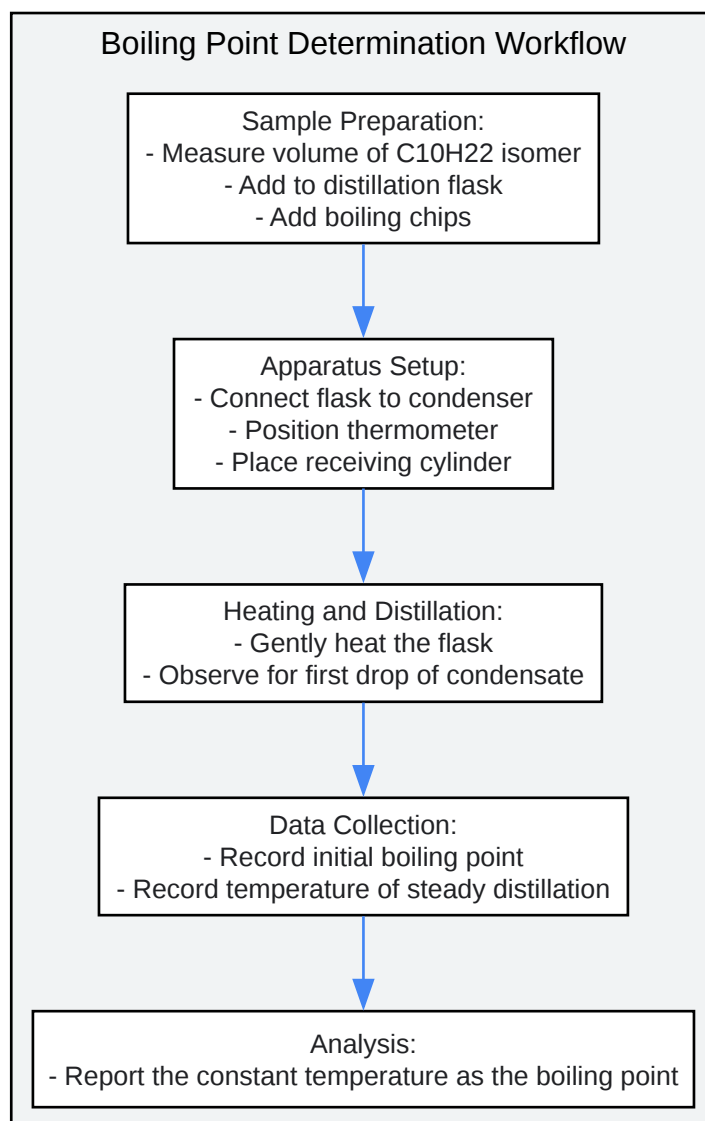 Boiling Point Determination Workflow
Sample Preparation:
- Measure volume of C10H22 isomer
- Add to distillation flask
- Add boiling chips
Apparatus Setup:
- Connect flask to condenser
- Position thermometer
- Place receiving cylinder
Heating and Distillation:
- Gently heat the flask
- Observe for first drop of condensate
Data Collection:
- Record initial boiling point
- Record temperature of steady distillation
Analysis:
- Report the constant temperature as the boiling point